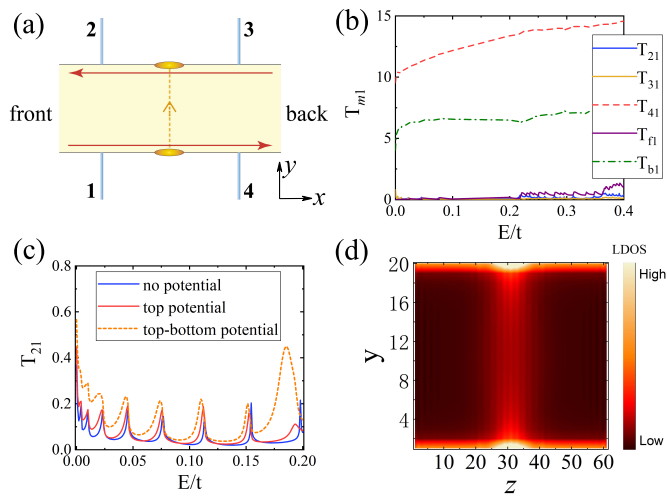 (a)
2
3
front
back
1
4
y
x
(b)
15
10
5
0
T_m1
0.0
0.1
0.2
0.3
0.4
E/t
T_21
T_31
T_41
T_f1
T_b1
(c)
0.8
0.6
0.4
0.2
0.0
T_21
0.00
0.05
0.10
0.15
0.20
E/t
no potential
top potential
top-bottom potential
(d)
20
16
12
8
4
y
10
20
30
40
50
60
z
LDOS
High
Low